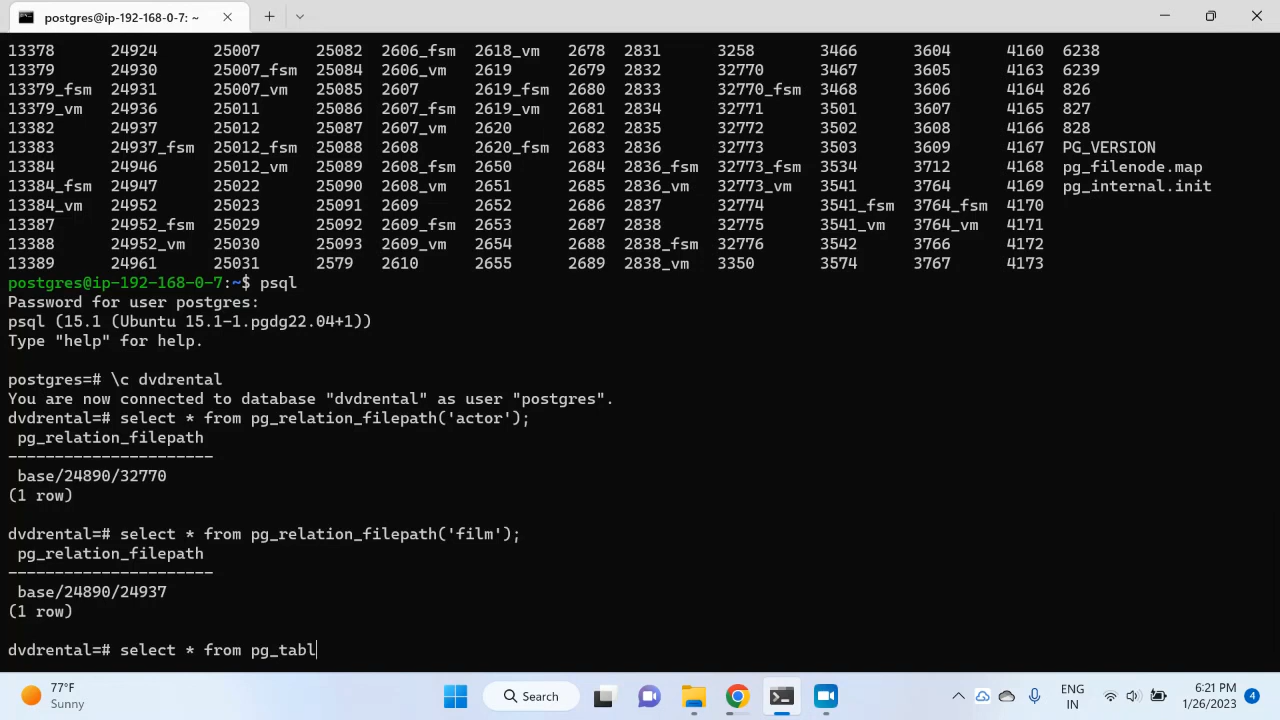 postgres@ip-192-168-0-7: ~
13378 24924 25007 25082 2606_fsm 2618_vm 2678 2831 3258 3466 3604 4160 6238
13379 24930 25007_fsm 25084 2606_vm 2619 2679 2832 32770 3467 3605 4163 6239
13379_fsm 24931 25007_vm 25085 2607 2619_fsm 2680 2833 32770_fsm 3468 3606 4164 826
13379_vm 24936 25011 25086 2607_fsm 2619_vm 2681 2834 32771 3501 3607 4165 827
13382 24937 25012 25087 2607_vm 2620 2682 2835 32772 3502 3608 4166 828
13383 24937_fsm 25012_fsm 25088 2608 2620_fsm 2683 2836 32773 3503 3609 4167 PG_VERSION
13384 24946 25012_vm 25089 2608_fsm 2650 2684 2836_fsm 32773_fsm 3534 3712 4168 pg_filenode.map
13384_fsm 24947 25022 25090 2608_vm 2651 2685 2836_vm 32773_vm 3541 3764 4169 pg_internal.init
13384_vm 24952 25023 25091 2609 2652 2686 2837 32774 3541_fsm 3764_fsm 4170
13387 24952_fsm 25029 25092 2609_fsm 2653 2687 2838 32775 3541_vm 3764_vm 4171
13388 24952_vm 25030 25093 2609_vm 2654 2688 2838_fsm 32776 3542 3766 4172
13389 24961 25031 2579 2610 2655 2689 2838_vm 3350 3574 3767 4173
postgres@ip-192-168-0-7:~$ psql
Password for user postgres:
psql (15.1 (Ubuntu 15.1-1.pgdg22.04+1))
Type "help" for help.
postgres=# \c dvdrental
You are now connected to database "dvdrental" as user "postgres".
dvdrental=# select * from pg_relation_filepath('actor');
pg_relation_filepath
----------------------
base/24890/32770
(1 row)
dvdrental=# select * from pg_relation_filepath('film');
pg_relation_filepath
----------------------
base/24890/24937
(1 row)
dvdrental=# select * from pg_tabl
77°F
Sunny
Search
ENG
IN
6:21 PM
1/26/2023
4